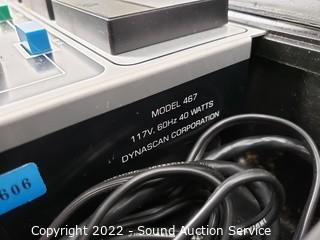 MODEL 467
117V, 60Hz 40 WATTS
DYNASCAN CORPORATION
606
Copyright 2022 - Sound Auction Service